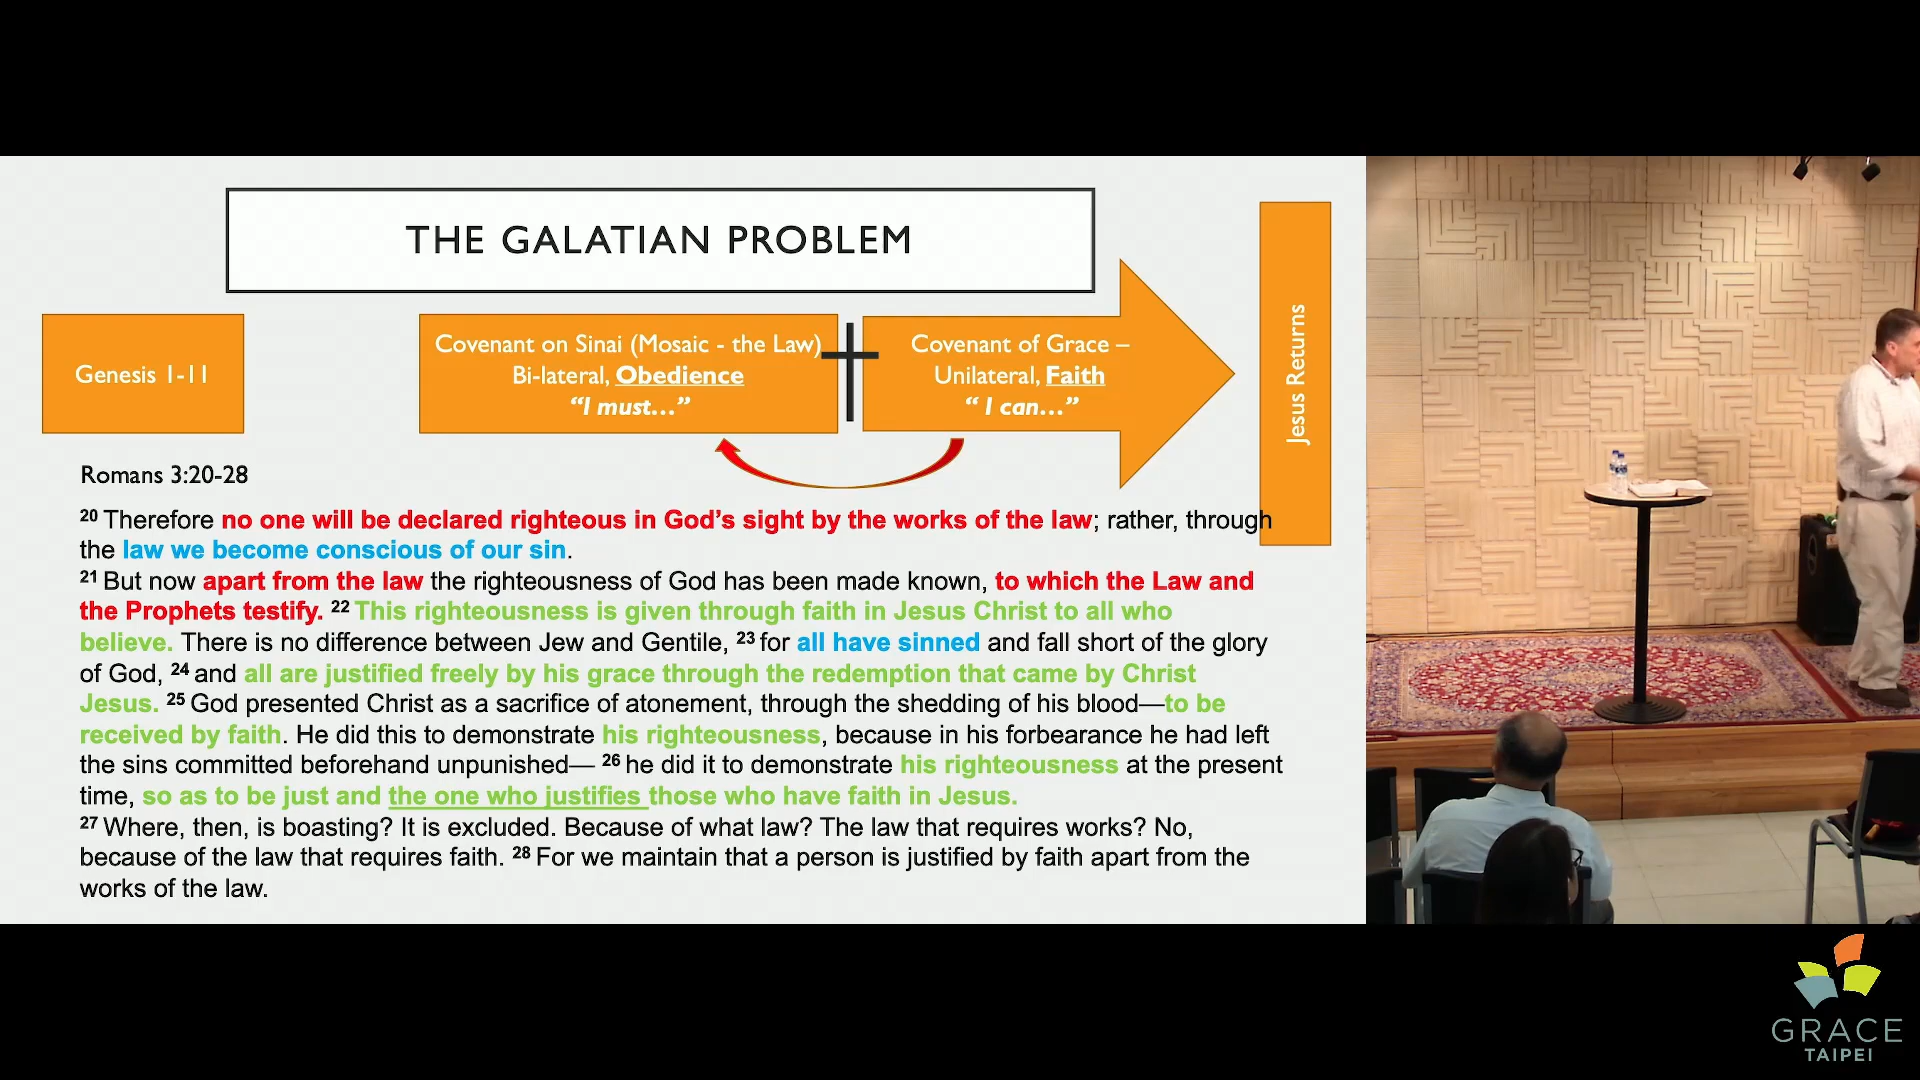 THE GALATIAN PROBLEM
Genesis 1-11
Covenant on Sinai (Mosaic - the Law)
Bi-lateral, Obedience
“I must…”
Covenant of Grace –
Unilateral, Faith
“ I can…”
Jesus Returns
Romans 3:20-28
20 Therefore no one will be declared righteous in God’s sight by the works of the law; rather, through
the law we become conscious of our sin.
21 But now apart from the law the righteousness of God has been made known, to which the Law and
the Prophets testify. 22 This righteousness is given through faith in Jesus Christ to all who
believe. There is no difference between Jew and Gentile, 23 for all have sinned and fall short of the glory
of God, 24 and all are justified freely by his grace through the redemption that came by Christ
Jesus. 25 God presented Christ as a sacrifice of atonement, through the shedding of his blood—to be
received by faith. He did this to demonstrate his righteousness, because in his forbearance he had left
the sins committed beforehand unpunished— 26 he did it to demonstrate his righteousness at the present
time, so as to be just and the one who justifies those who have faith in Jesus.
27 Where, then, is boasting? It is excluded. Because of what law? The law that requires works? No,
because of the law that requires faith. 28 For we maintain that a person is justified by faith apart from the
works of the law.
GRACE
TAIPEI